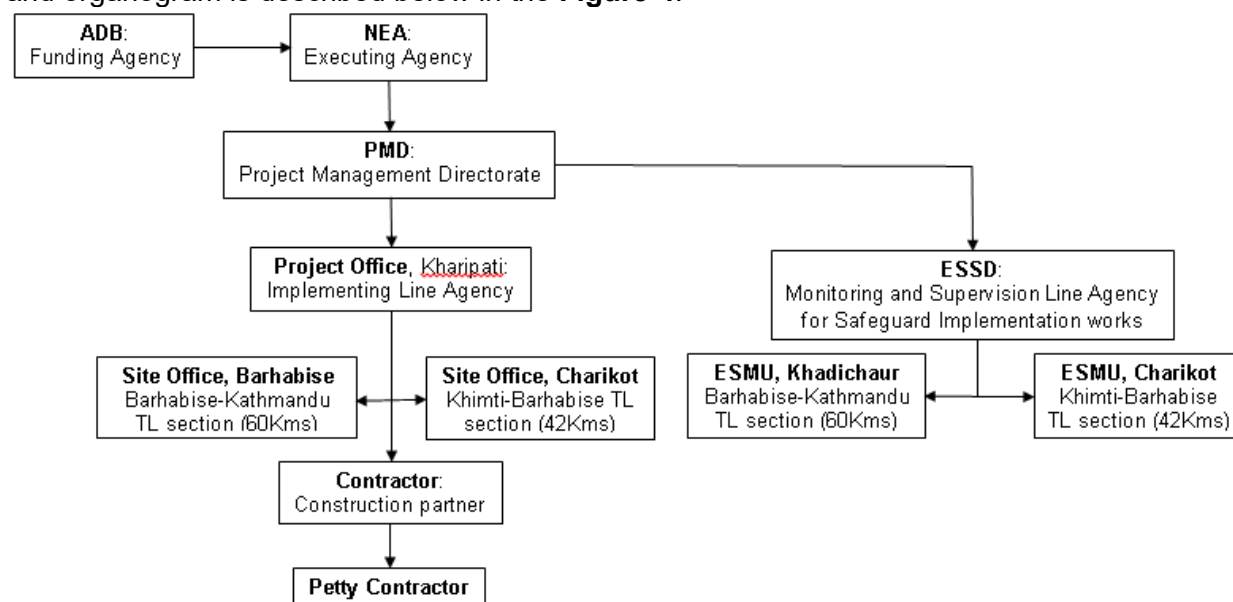 and organogram is described below in the Figure 4.
ADB:
Funding Agency
NEA:
Executing Agency
PMD:
Project Management Directorate
Project Office, Kharipati:
Implementing Line Agency
ESSD:
Monitoring and Supervision Line Agency
for Safeguard Implementation works
Site Office, Barhabise
Barhabise-Kathmandu
TL section (60Kms)
Site Office, Charikot
Khimti-Barhabise TL
section (42Kms)
ESMU, Khadichaur
Barhabise-Kathmandu
TL section (60Kms)
ESMU, Charikot
Khimti-Barhabise
TL section (42Kms)
Contractor:
Construction partner
Petty Contractor